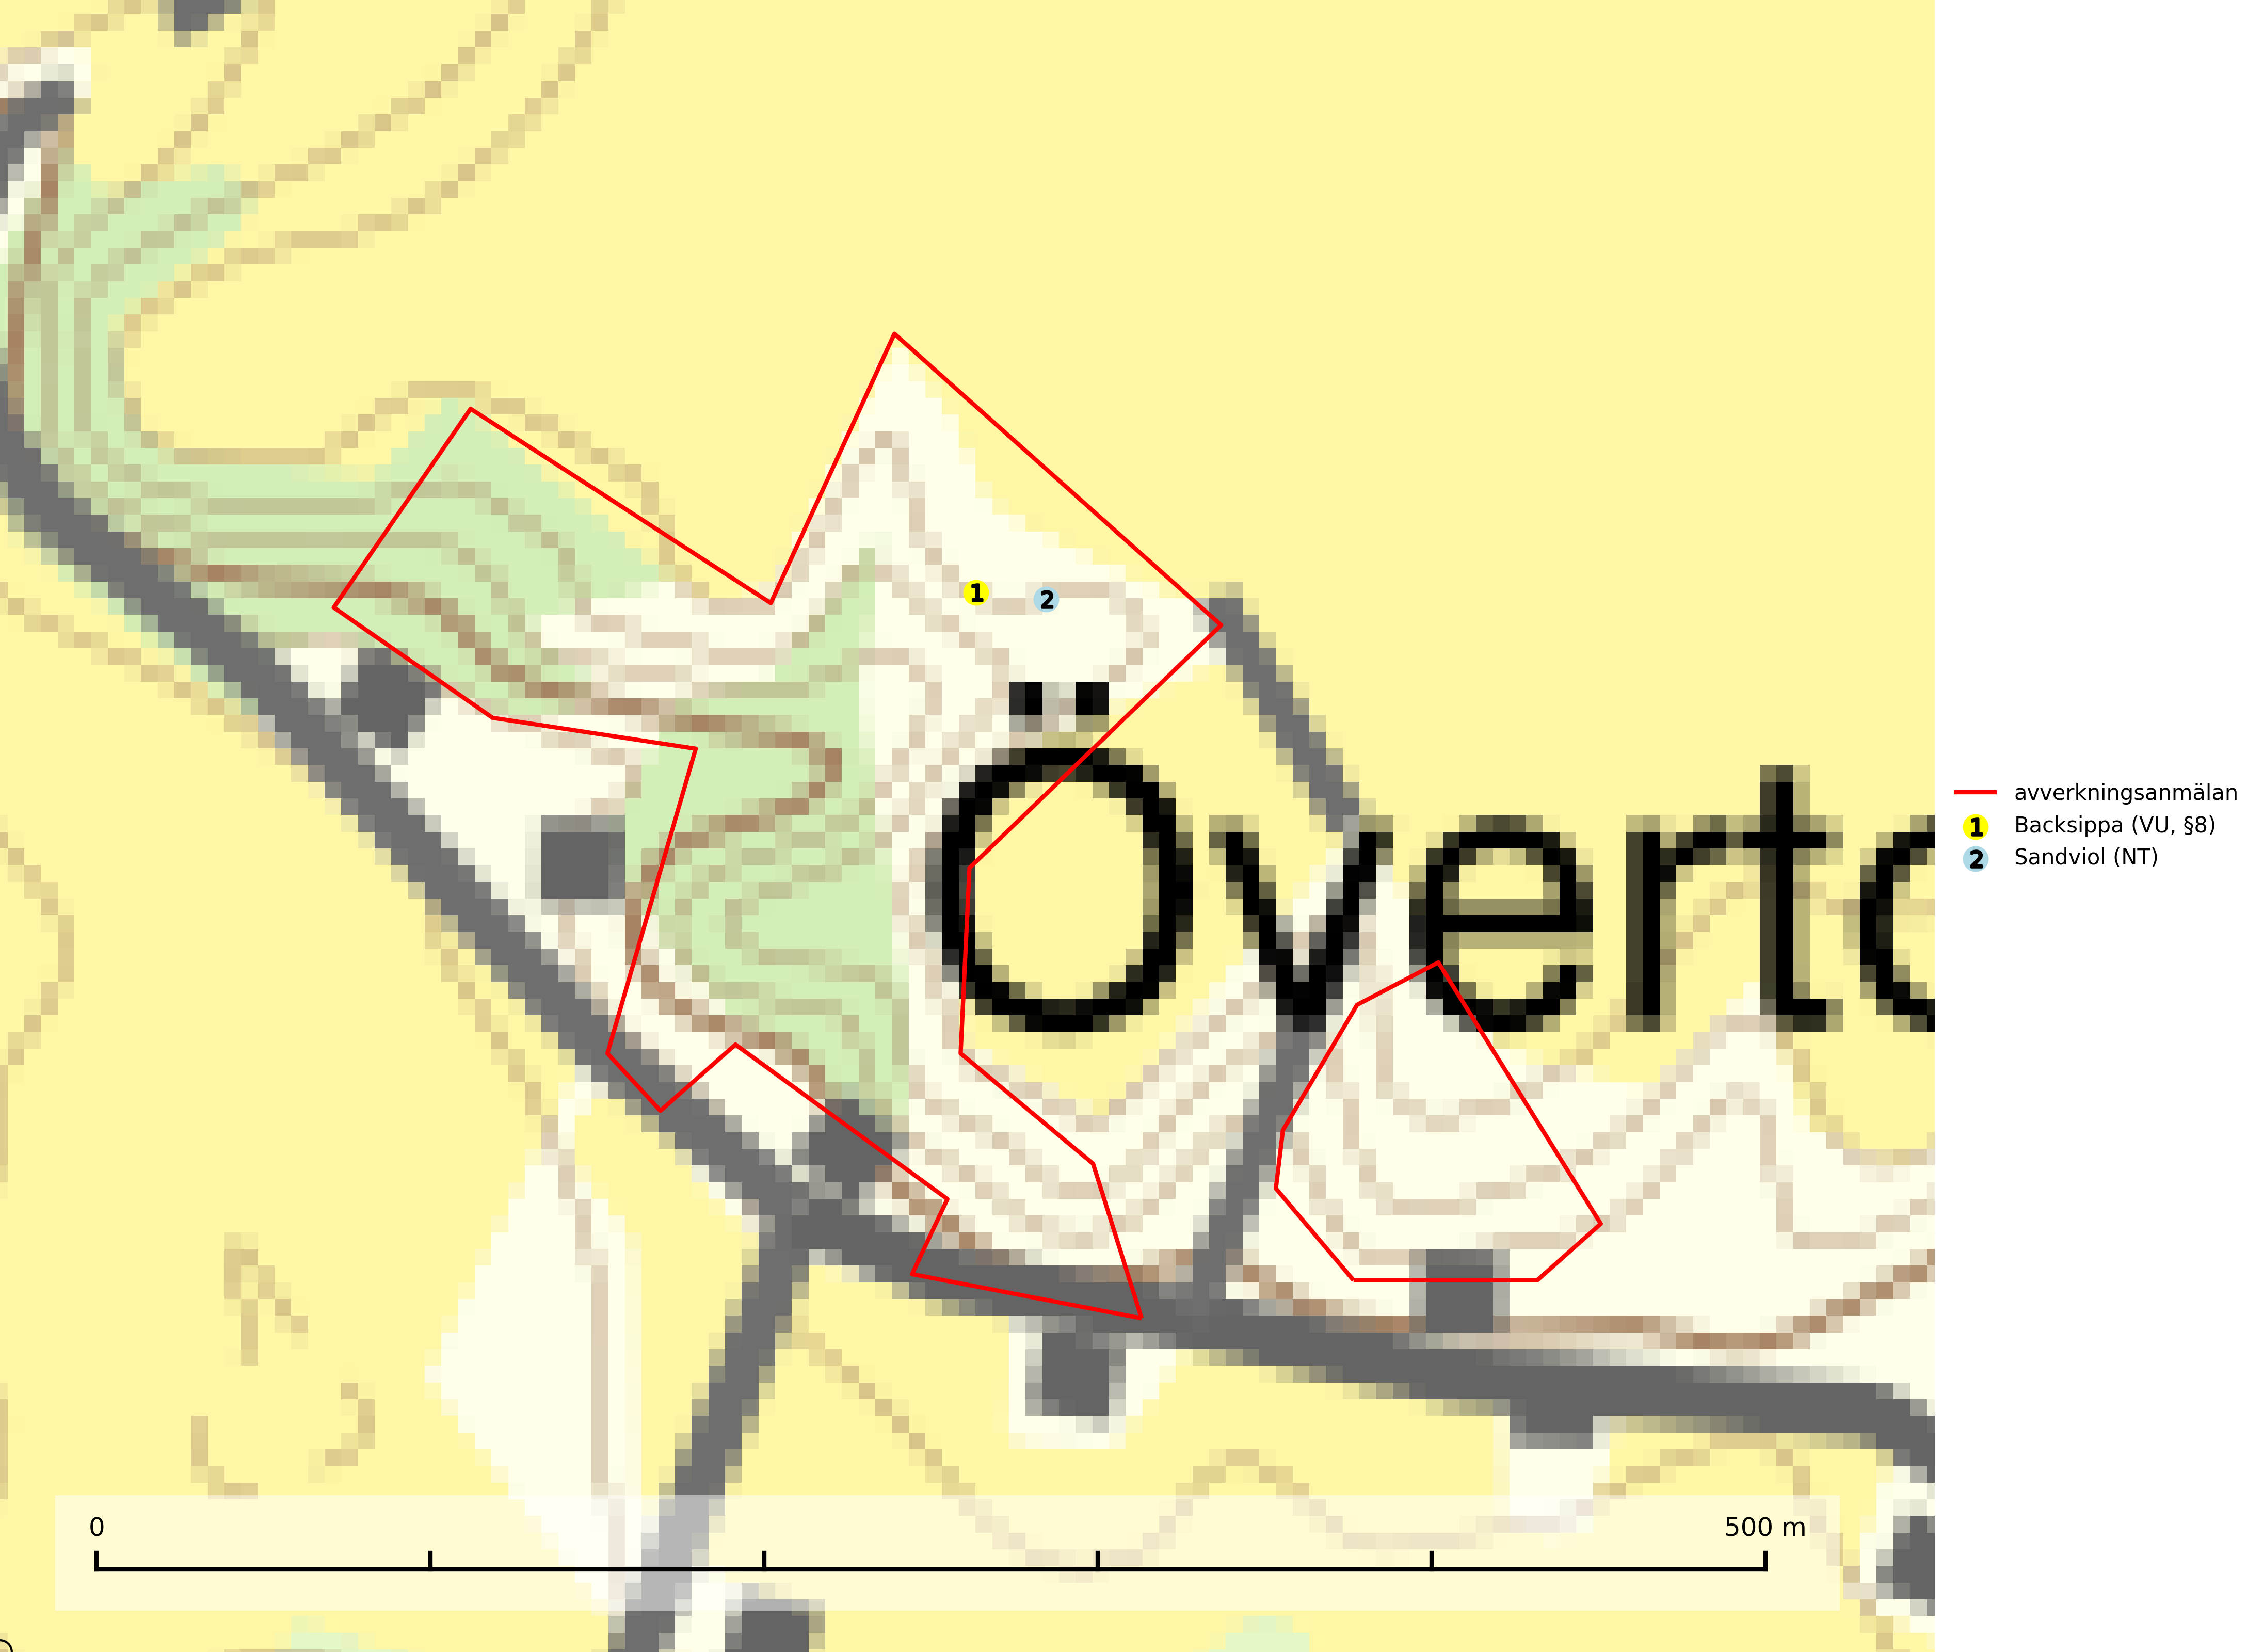 1
2
Överto
avverkningsanmälan
1 Backsippa (VU, §8)
2 Sandviol (NT)
0 500 m